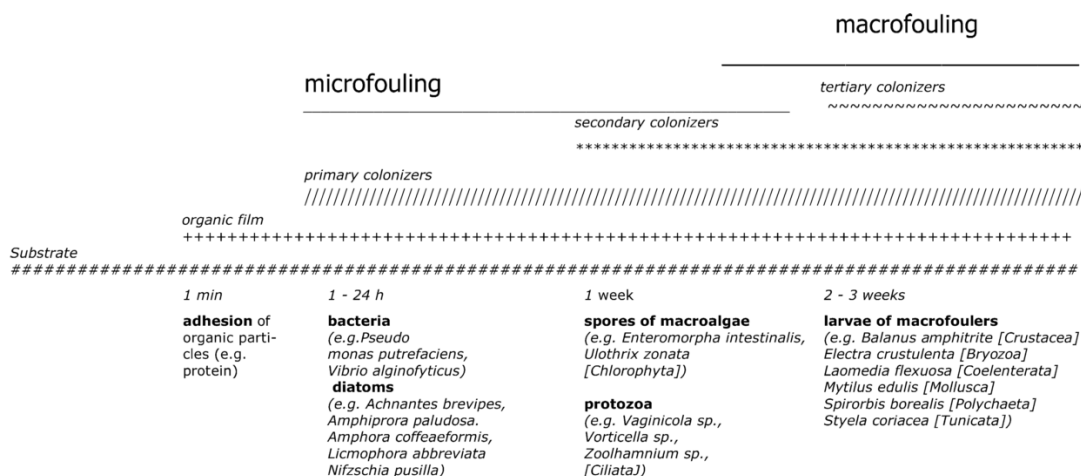 macrofouling
microfouling
tertiary colonizers
~~~~~~~~~~~~~~~~~~~~~~~
secondary colonizers
*********************************************************
primary colonizers
//////////////////////////////////////////////////////////////////////////////////////////////////////////
organic film
++++++++++++++++++++++++++++++++++++++++++++++++++++++++++++++++++++++++++++++++
Substrate
################################################################################################
1 min
1 - 24 h
1 week
2 - 3 weeks
adhesion of
organic parti-
cles (e.g.
protein)
bacteria
(e.g.Pseudo
monas putrefaciens,
Vibrio alginofyticus)
diatoms
(e.g. Achnantes brevipes,
Amphiprora paludosa.
Amphora coffeaeformis,
Licmophora abbreviata
Nifzschia pusilla)
spores of macroalgae
(e.g. Enteromorpha intestinalis,
Ulothrix zonata
[Chlorophyta])
protozoa
(e.g. Vaginicola sp.,
Vorticella sp.,
Zoolhamnium sp.,
[CiliataJ)
larvae of macrofoulers
(e.g. Balanus amphitrite [Crustacea]
Electra crustulenta [Bryozoa]
Laomedia flexuosa [Coelenterata]
Mytilus edulis [Mollusca]
Spirorbis borealis [Polychaeta]
Styela coriacea [Tunicata])